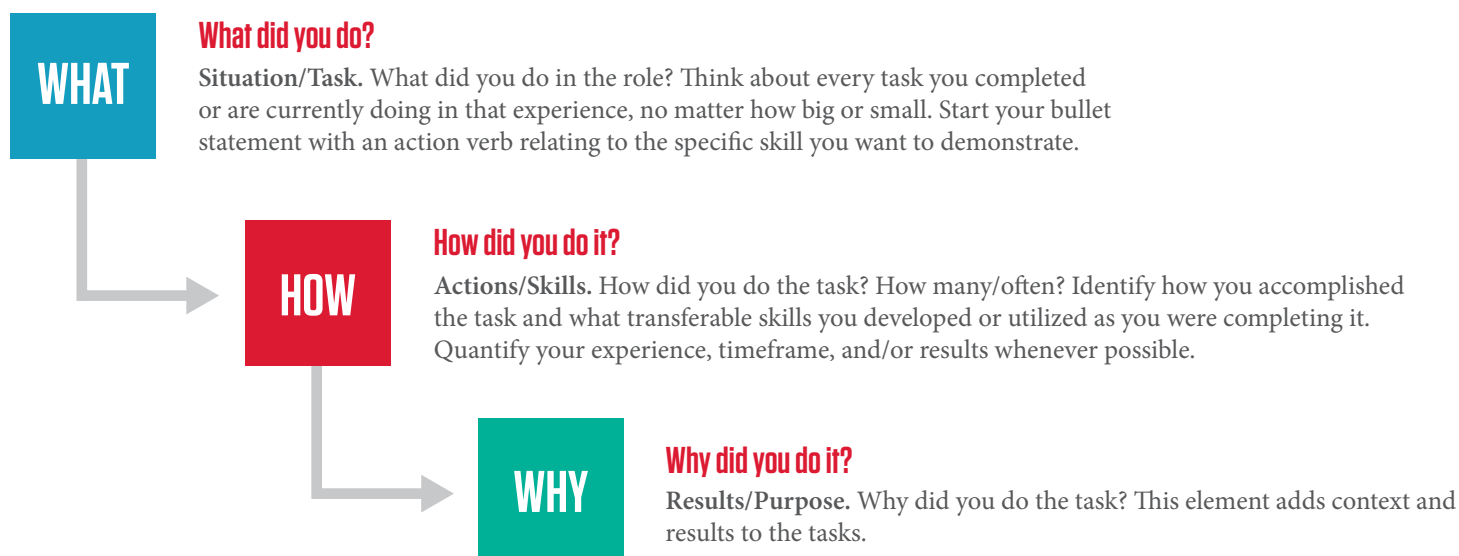 WHAT
What did you do?
Situation/Task. What did you do in the role? Think about every task you completed
or are currently doing in that experience, no matter how big or small. Start your bullet
statement with an action verb relating to the specific skill you want to demonstrate.
HOW
How did you do it?
Actions/Skills. How did you do the task? How many/often? Identify how you accomplished
the task and what transferable skills you developed or utilized as you were completing it.
Quantify your experience, timeframe, and/or results whenever possible.
WHY
Why did you do it?
Results/Purpose. Why did you do the task? This element adds context and
results to the tasks.